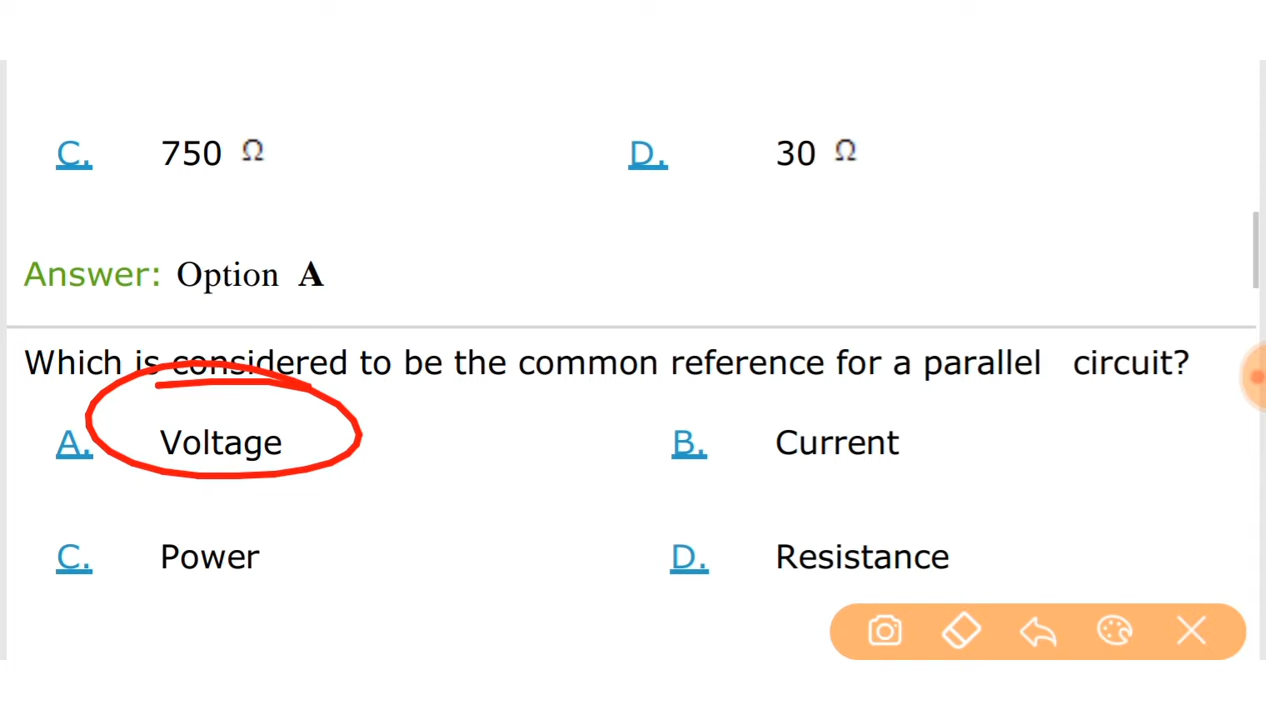 C. 750 Ω D. 30 Ω
Answer: Option A
Which is considered to be the common reference for a parallel circuit?
A. Voltage B. Current
C. Power D. Resistance